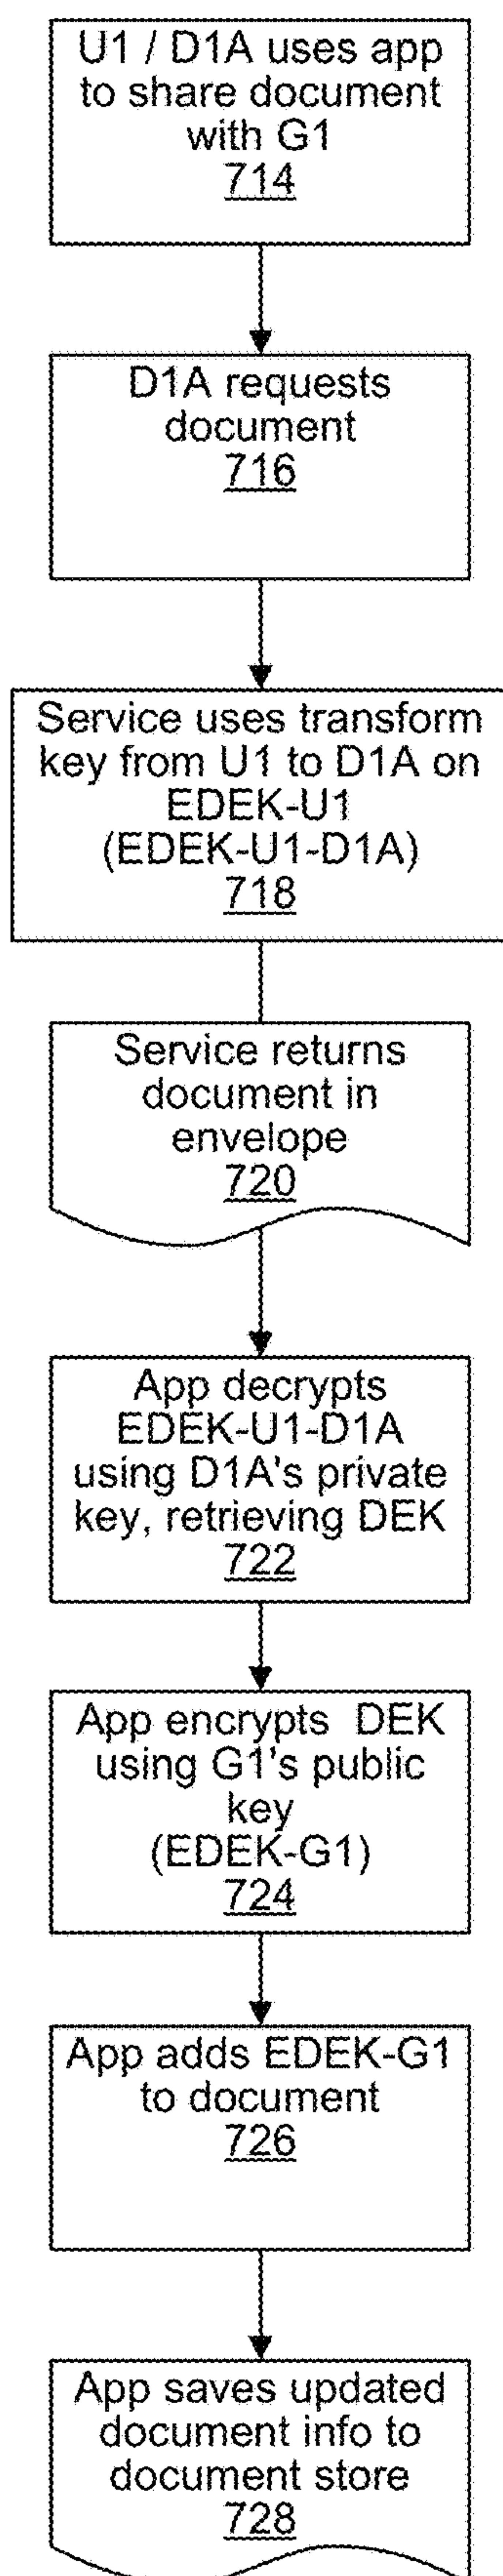 U1 / D1A uses app
to share document
with G1
714
D1A requests
document
716
Service uses transform
key from U1 to D1A on
EDEK-U1
(EDEK-U1-D1A)
718
Service returns
document in
envelope
720
App decrypts
EDEK-U1-D1A
using D1A's private
key, retrieving DEK
722
App encrypts DEK
using G1's public
key
(EDEK-G1)
724
App adds EDEK-G1
to document
726
App saves updated
document info to
document store
728